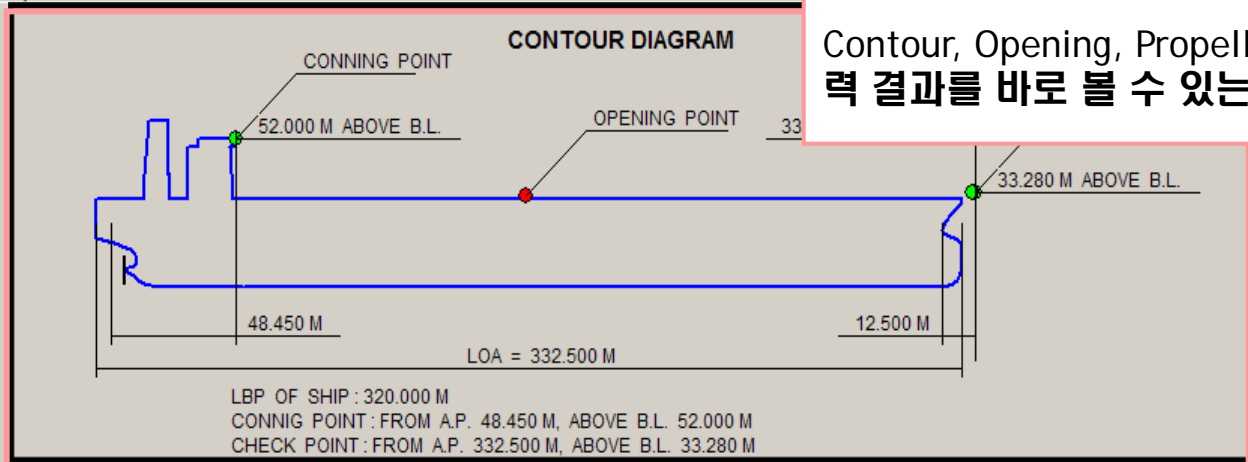 CONTOUR DIAGRAM
Contour, Opening, Propell
력 결과를 바로 볼 수 있는
CONNING POINT
52.000 M ABOVE B.L.
OPENING POINT
33
33.280 M ABOVE B.L.
48.450 M
12.500 M
LOA = 332.500 M
LBP OF SHIP : 320.000 M
CONNIG POINT : FROM A.P. 48.450 M, ABOVE B.L. 52.000 M
CHECK POINT : FROM A.P. 332.500 M, ABOVE B.L. 33.280 M